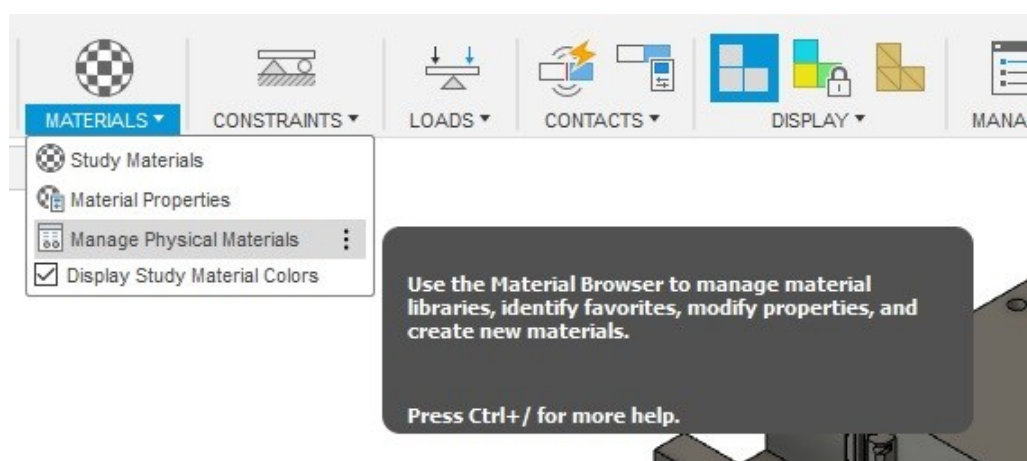 MATERIALS CONSTRAINTS LOADS CONTACTS DISPLAY MANA
Study Materials
Material Properties
Manage Physical Materials
Display Study Material Colors
Use the Material Browser to manage material
libraries, identify favorites, modify properties, and
create new materials.
Press Ctrl+/ for more help.